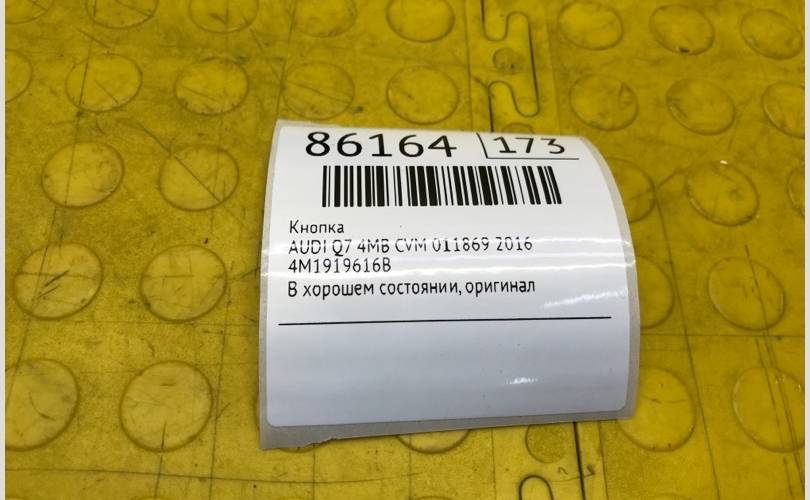 86164 173
Кнопка
AUDI Q7 4MB CVM 011869 2016
4M1919616B
В хорошем состоянии, оригинал